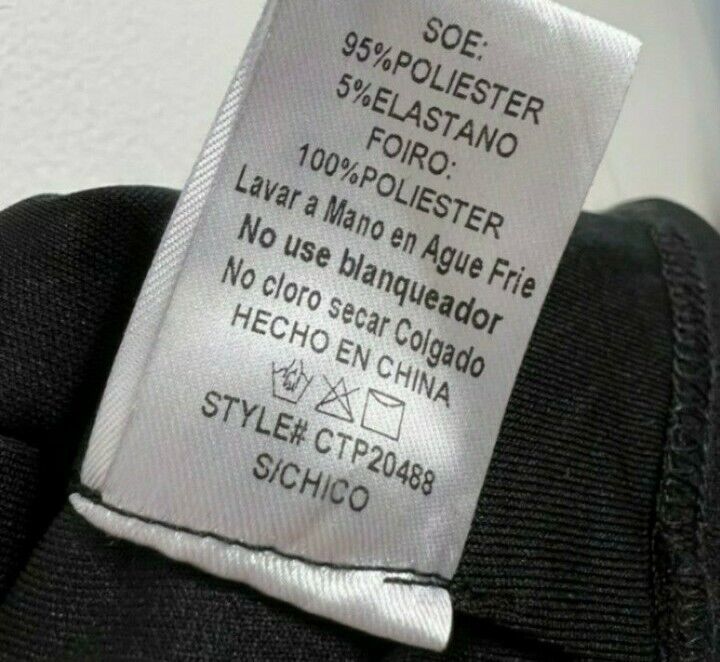 SOE:
95%POLIESTER
5%ELASTANO
FOIRO:
100%POLIESTER
Lavar a Mano en Ague Frie
No use blanqueador
No cloro secar Colgado
HECHO EN CHINA
STYLE# CTP20488
S/CHICO